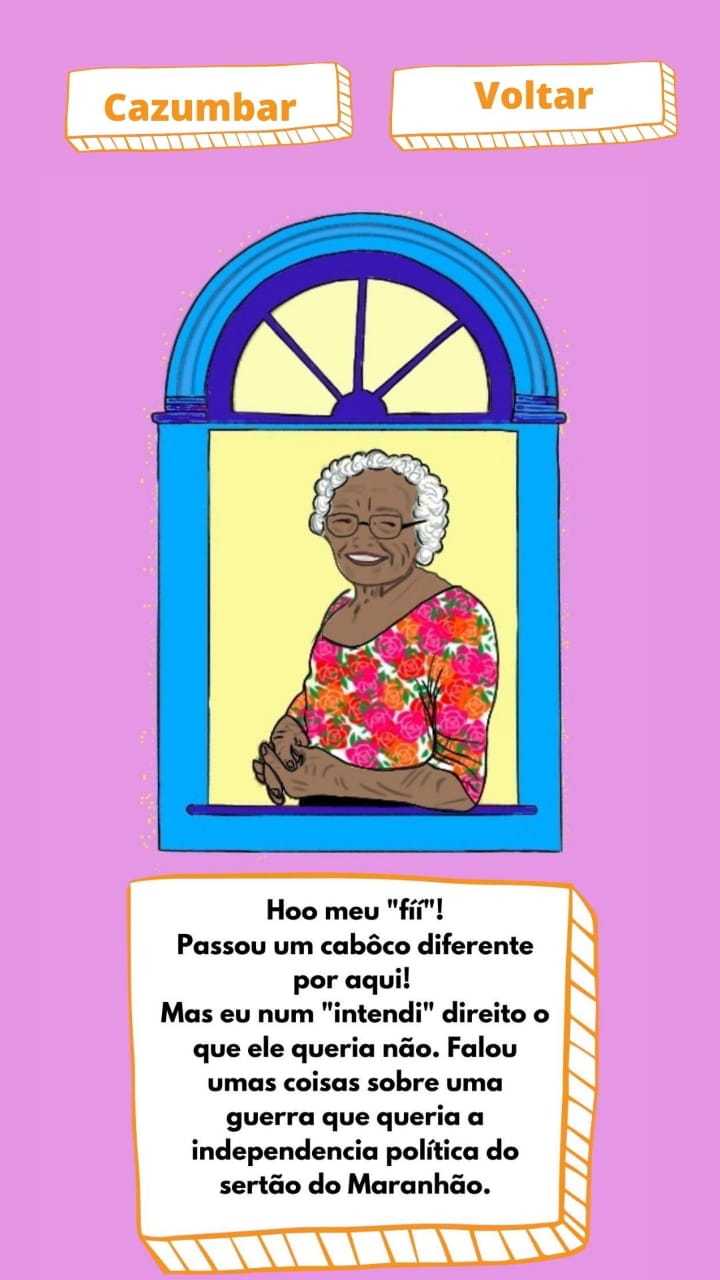 Cazumbar
Voltar
Hoo meu "fíí"!
Passou um cabôco diferente
por aqui!
Mas eu num "intendi" direito o
que ele queria não. Falou
umas coisas sobre uma
guerra que queria a
independencia política do
sertão do Maranhão.